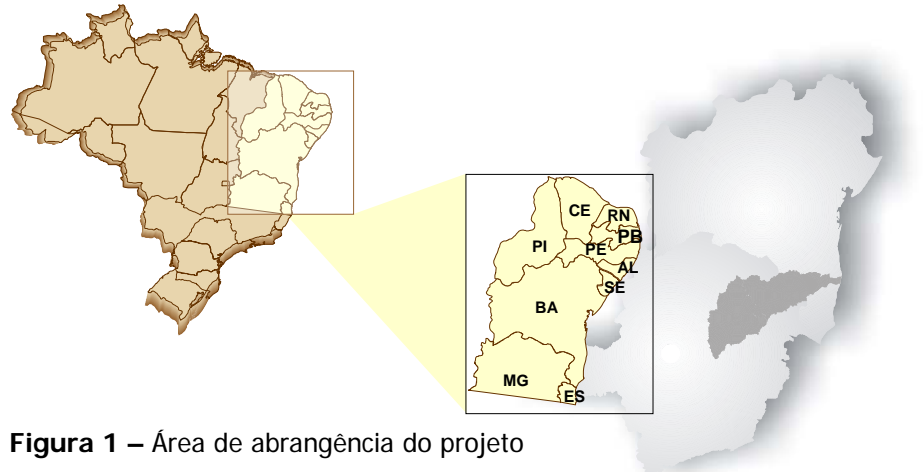 CE
RN
PI
PE
PB
AL
SE
BA
MG
ES
Figura 1 – Área de abrangência do projeto